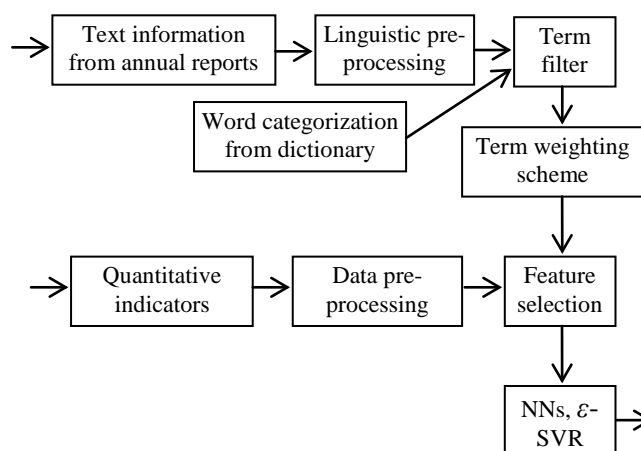 Text information
from annual reports
Linguistic pre-
processing
Term
filter
Word categorization
from dictionary
Term weighting
scheme
Quantitative
indicators
Data pre-
processing
Feature
selection
NNs, ε-
SVR